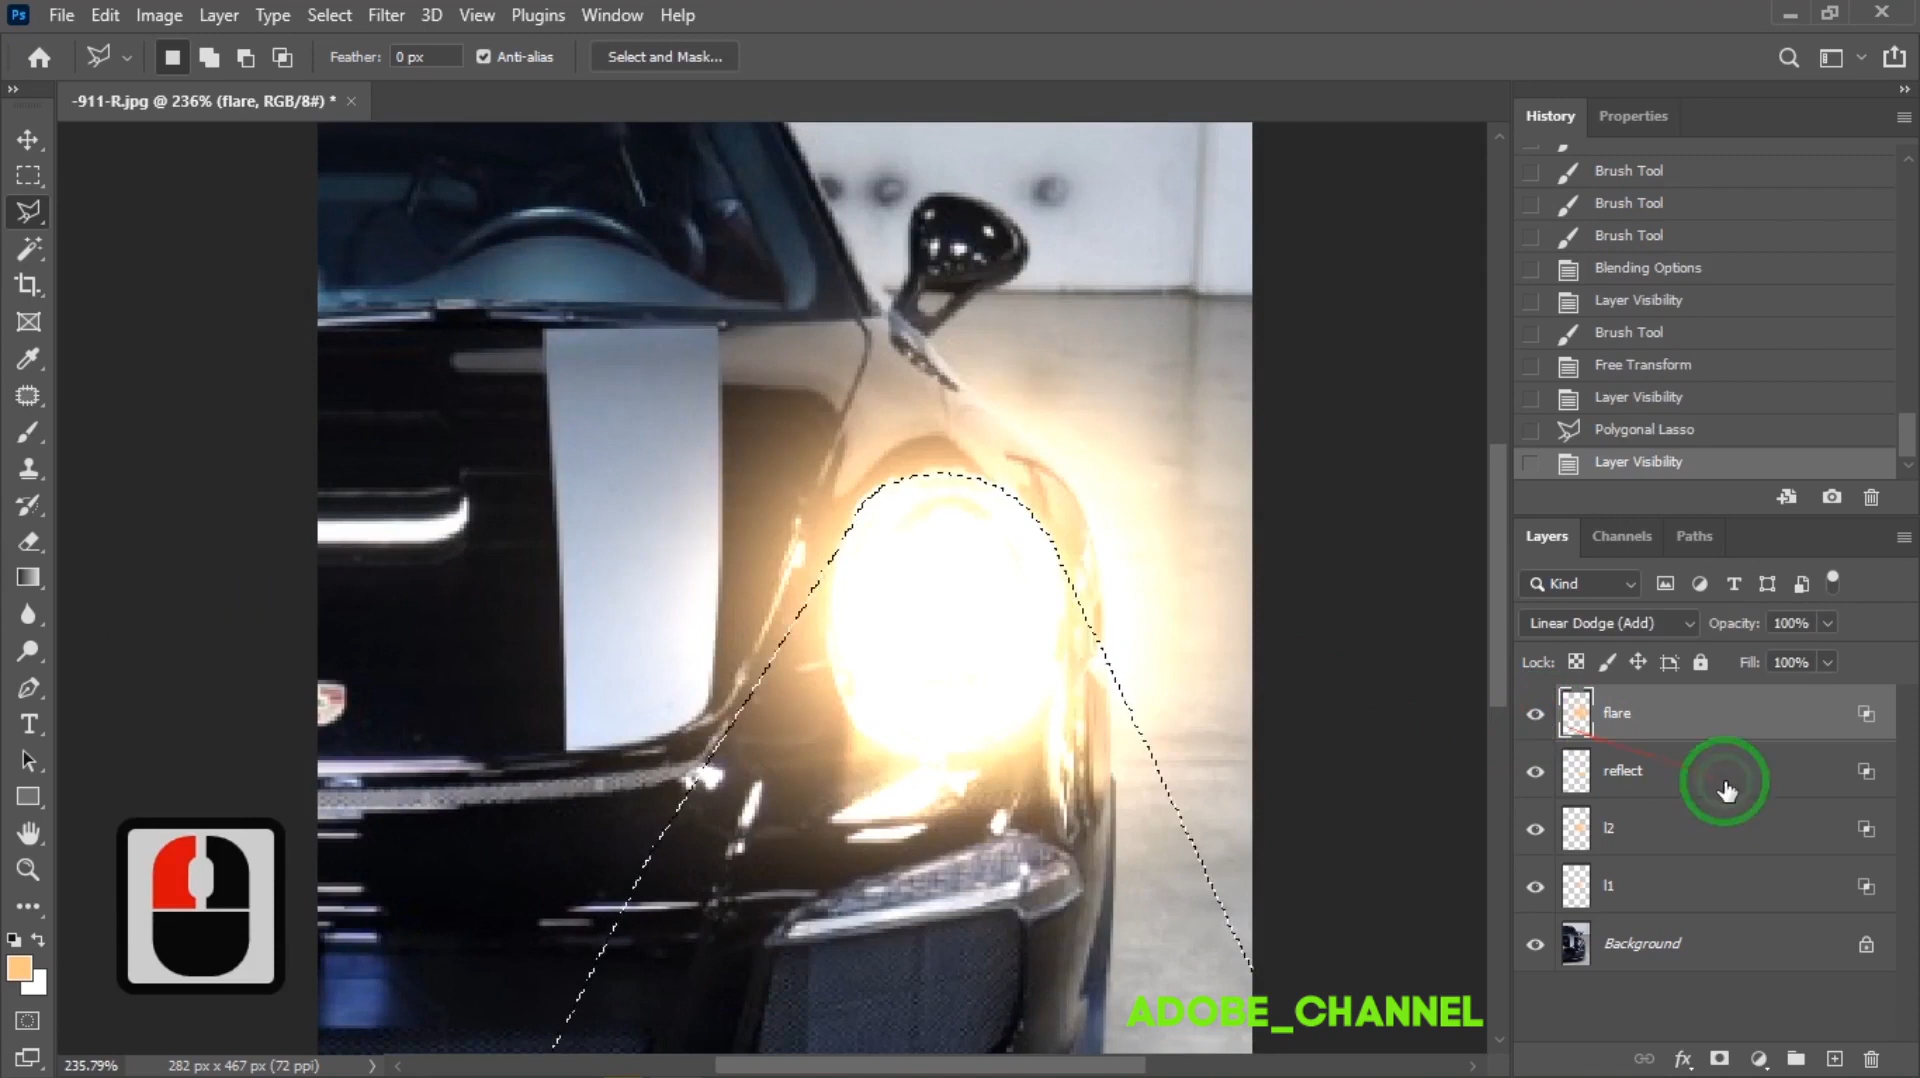 Ps File Edit Image Layer Type Select Filter 3D View Plugins Window Help
Feather: 0 px Anti-alias Select and Mask...
-911-R.jpg @ 236% (flare, RGB/8#) *
History Properties
Brush Tool
Brush Tool
Brush Tool
Blending Options
Layer Visibility
Brush Tool
Free Transform
Layer Visibility
Polygonal Lasso
Layer Visibility
Layers Channels Paths
Kind
Linear Dodge (Add) Opacity: 100%
Lock: Fill: 100%
flare
reflect
l2
l1
Background
ADOBE_CHANNEL
235.79% 282 px x 467 px (72 ppi)